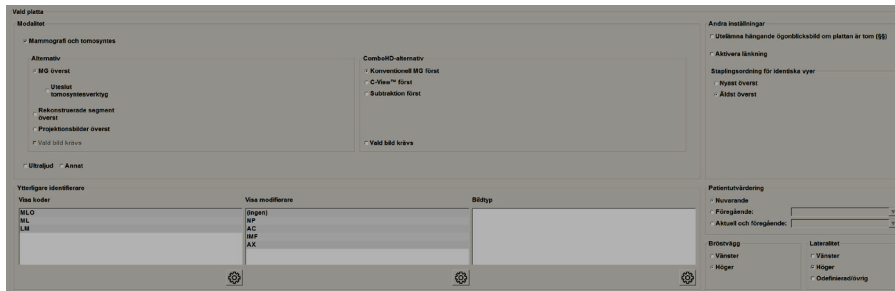 Vald platta
Modalitet
Mammografi och tomosyntes
Alternativ
MG överst
Uteslut
tomosyntesverktyg
Rekonstruerade segment
överst
Projektionsbilder överst
Vald bild krävs
ComboHD-alternativ
Konventionell MG först
C-View™ först
Subtraktion först
Vald bild krävs
Ultraljud Annat
Andra inställningar
Utelämna hängande ögonblicksbild om plattan är tom (§§)
Aktivera länkning
Staplingsordning för identiska vyer
Nyast överst
Äldst överst
Ytterligare identifierare
Visa koder
MLO
ML
LM
Visa modifierare
(ingen)
NP
AC
IMF
AX
Bildtyp
Patientutvärdering
Nuvarande
Föregående:
Aktuell och föregående:
Bröstvägg
Vänster
Höger
Lateralitet
Vänster
Höger
Odefinierad/övrig